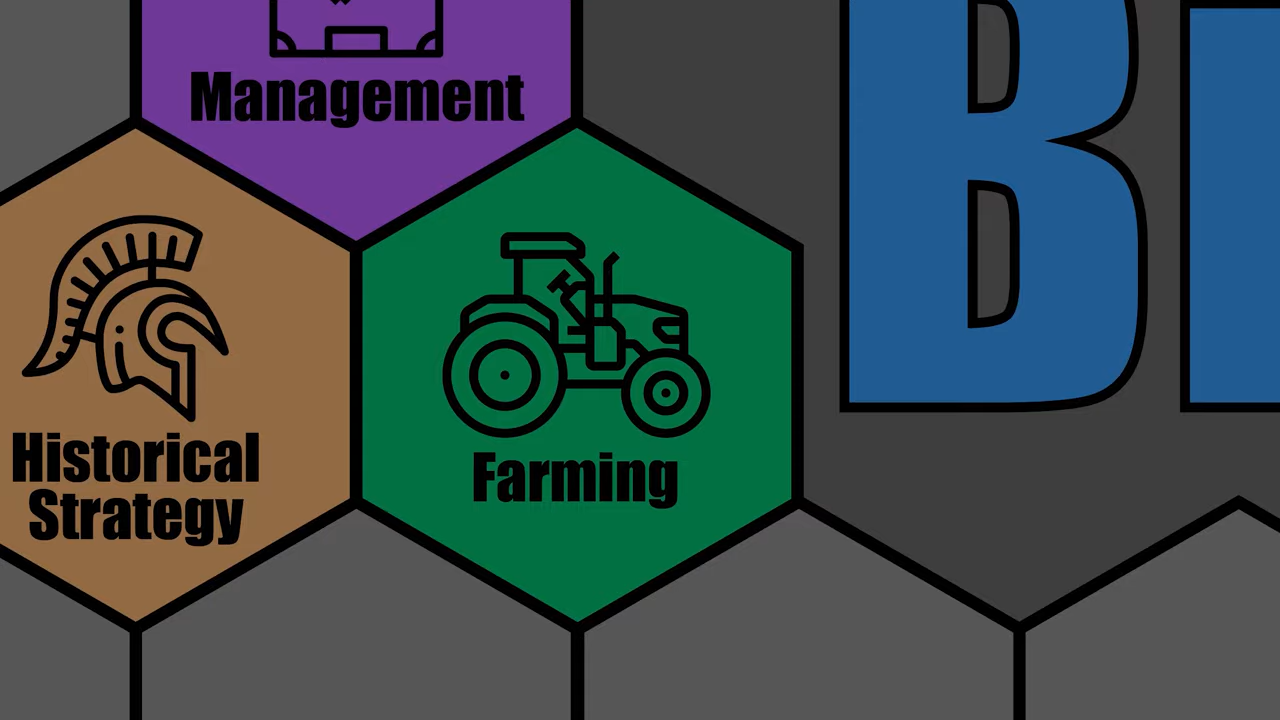 Management
Farming
Historical
Strategy
B